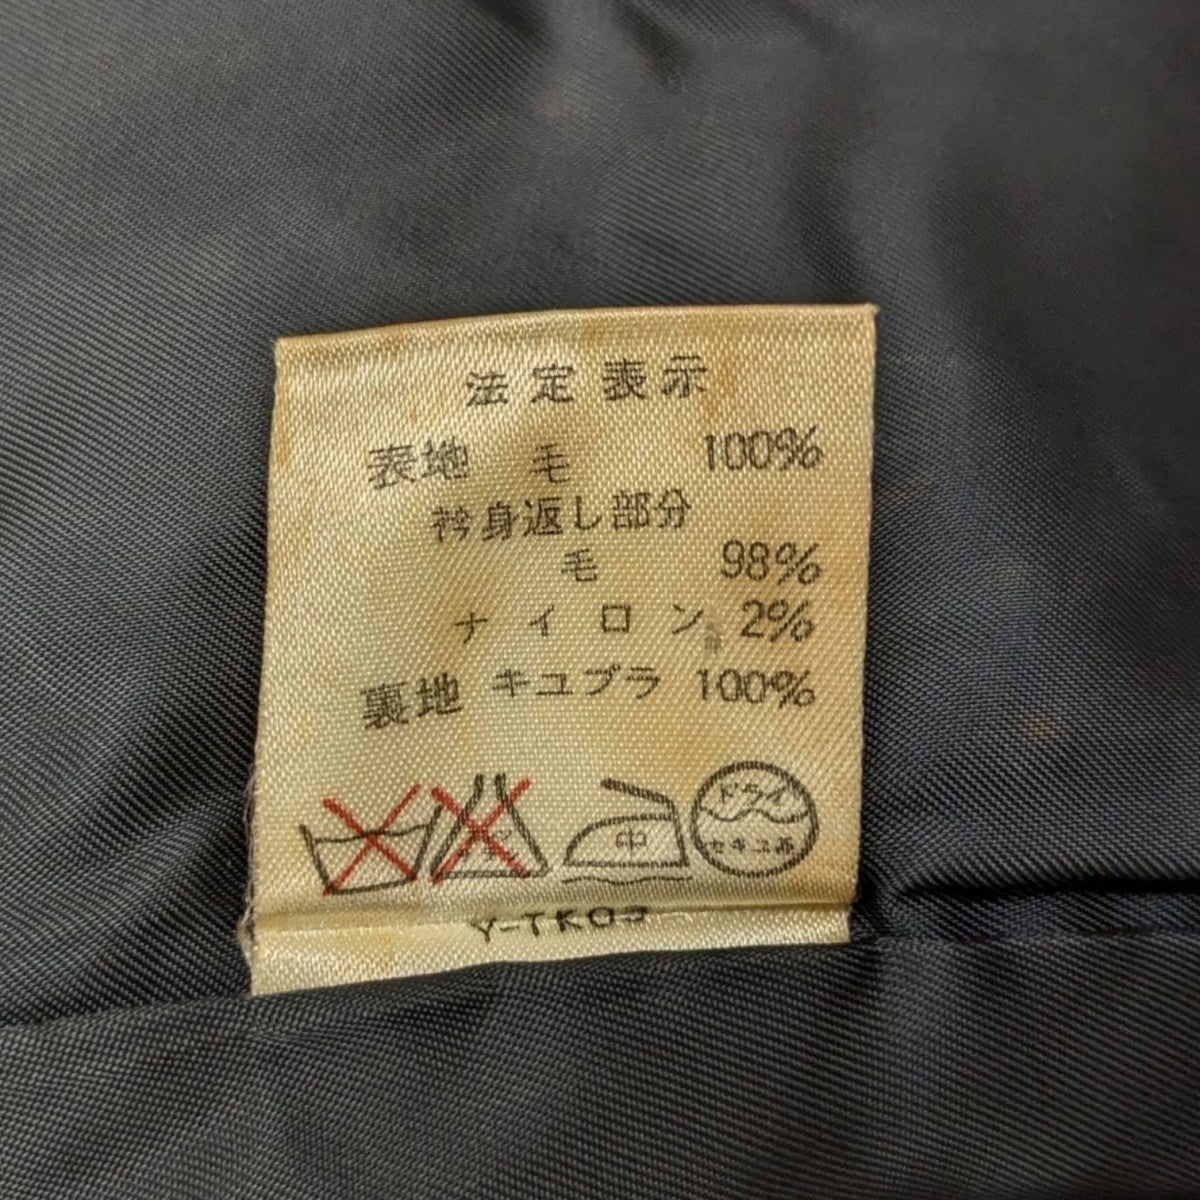 法定表示
表地 毛 100%
衿身返し部分
毛 98%
ナイロン 2%
裏地 キュプラ 100%
中
ドライ
セキユ系
Y-TK03